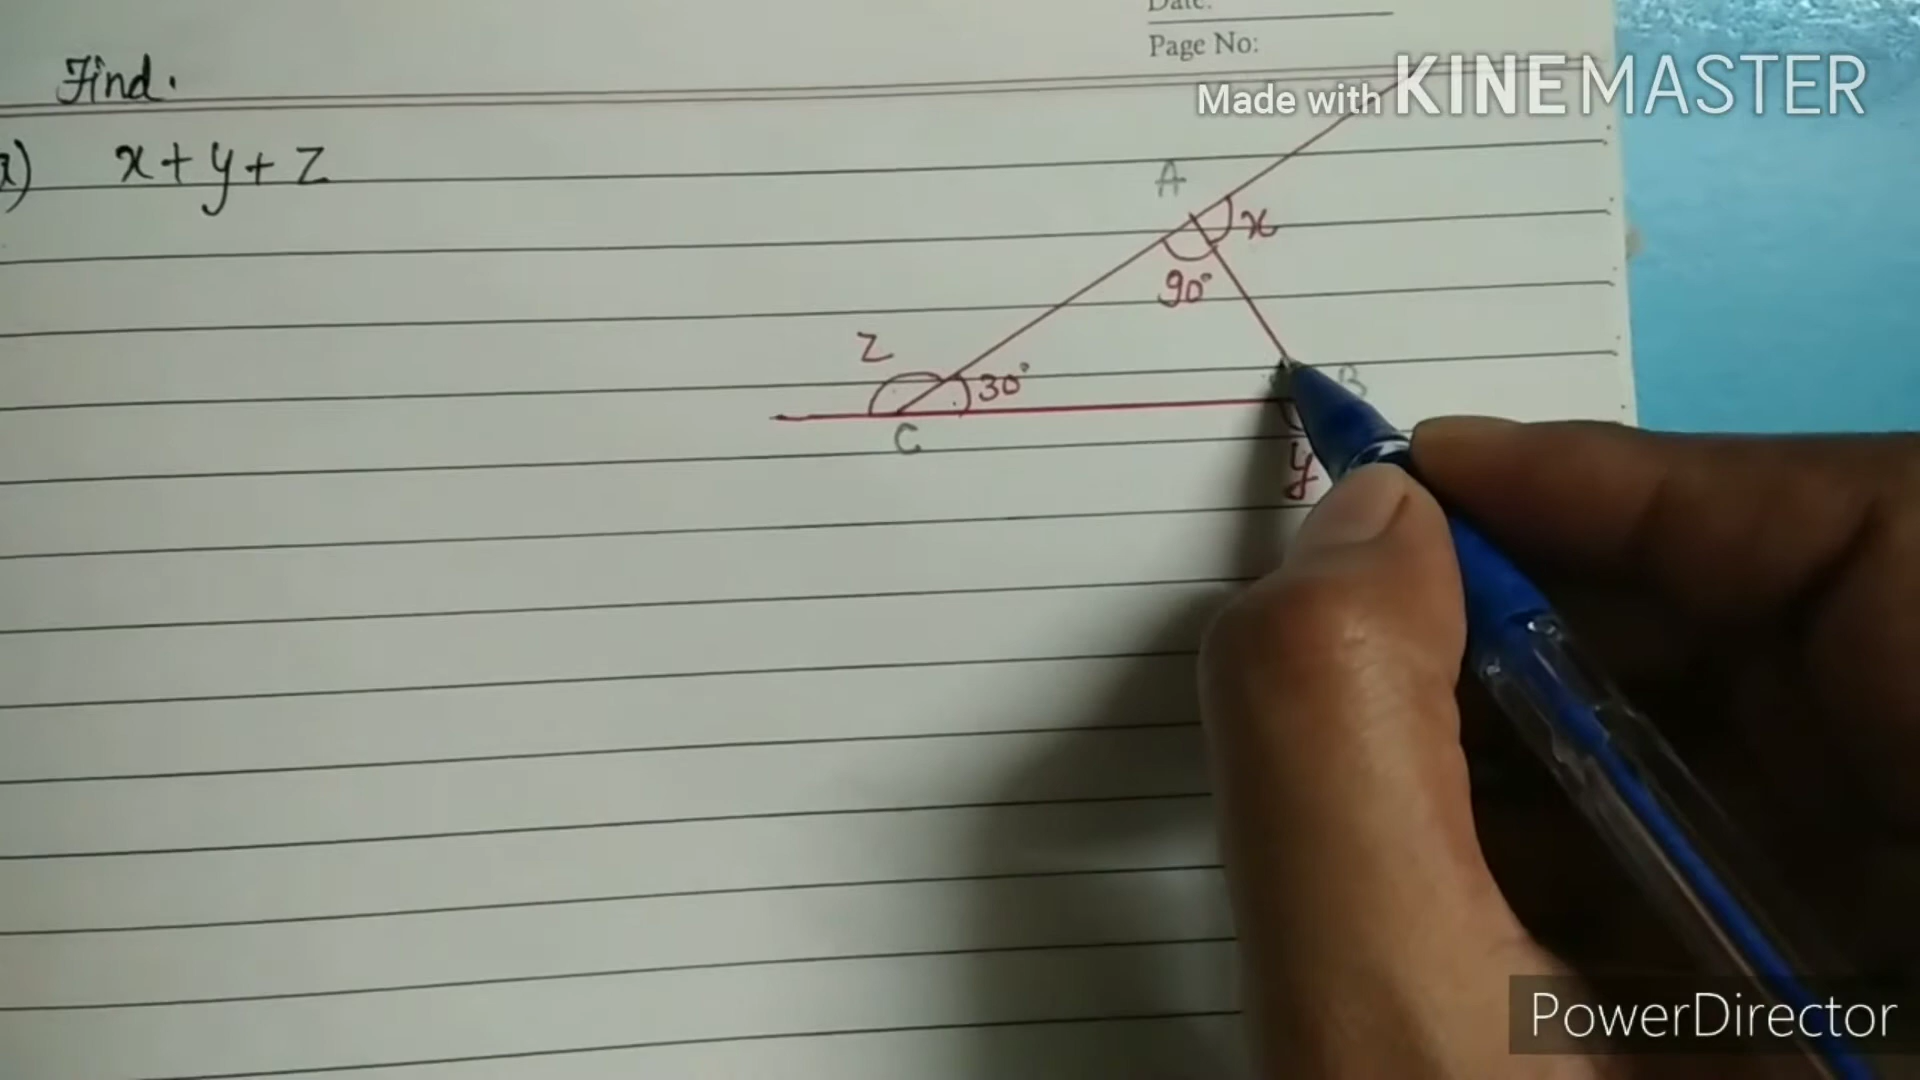 Date:
Page No:
Made with KINEMASTER
Find.
x + y + z
A
x
90°
z
30°
B
C
y
PowerDirector